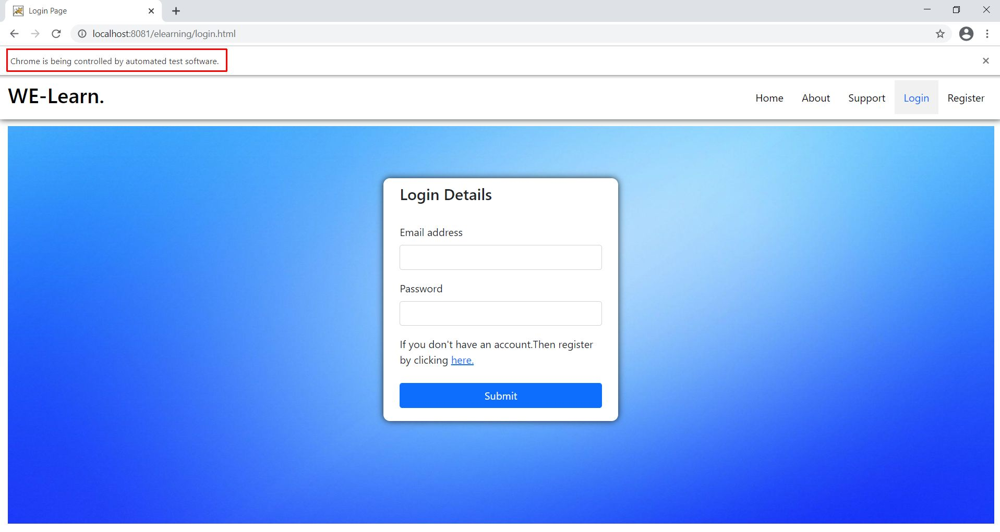 Login Page
localhost:8081/elearning/login.html
Chrome is being controlled by automated test software.
WE-Learn.
Home About Support Login Register
Login Details
Email address
Password
If you don't have an account.Then register
by clicking here.
Submit